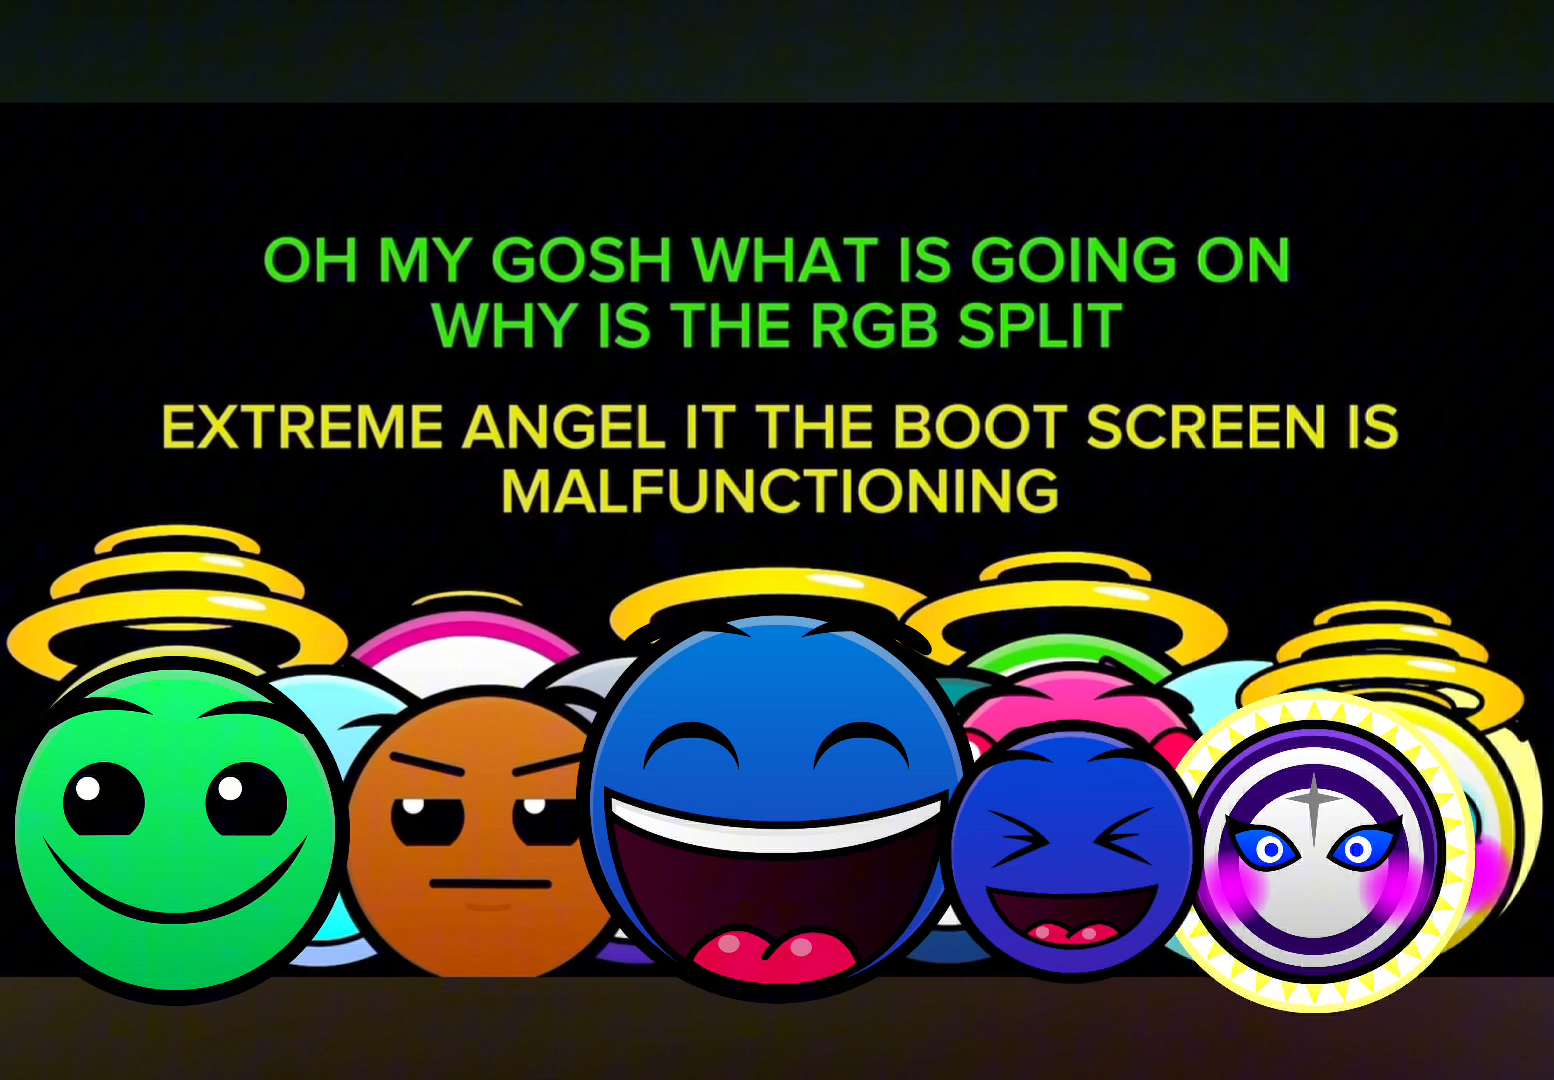 OH MY GOSH WHAT IS GOING ON
WHY IS THE RGB SPLIT
EXTREME ANGEL IT THE BOOT SCREEN IS
MALFUNCTIONING